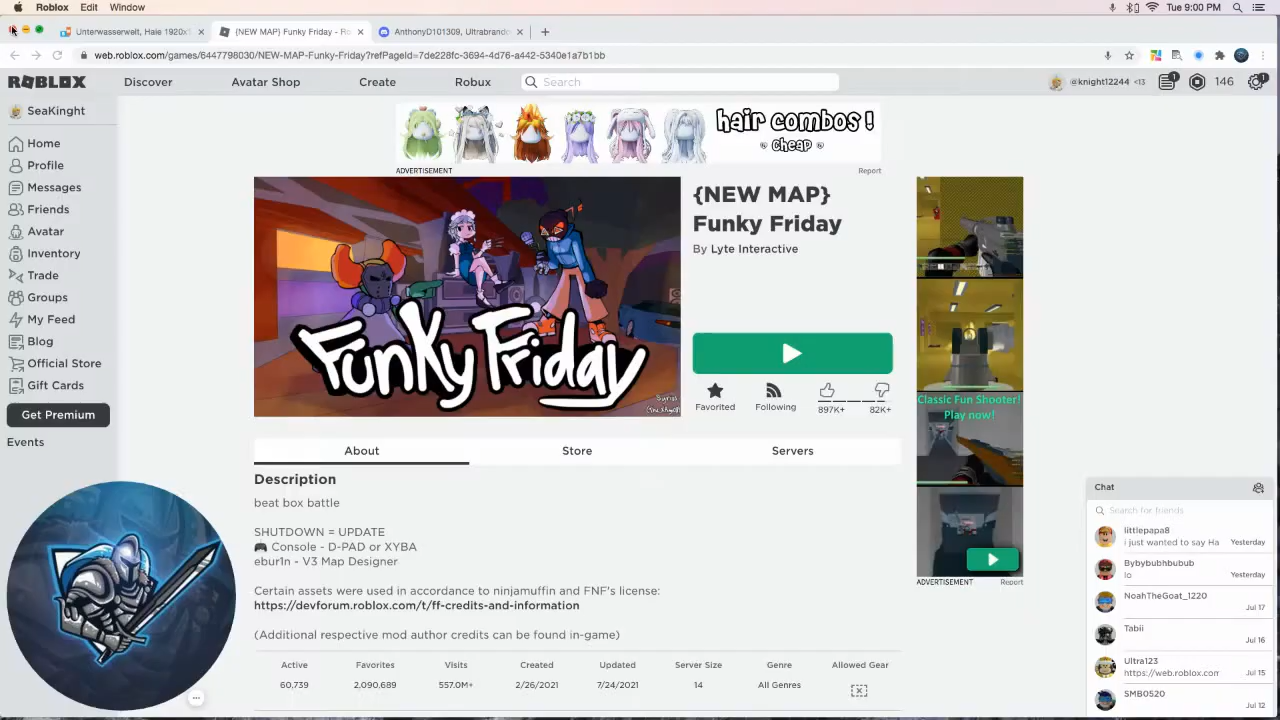 Roblox Edit Window
Tue 9:00 PM
Unterwasserwelt, Haie 1920x
{NEW MAP} Funky Friday - Ro
AnthonyD101309, Ultrabrand
web.roblox.com/games/6447798030/NEW-MAP-Funky-Friday?refPageId=7de228fc-3694-4d76-a442-5340e1a7b1bb
ROBLOX
Discover
Avatar Shop
Create
Robux
Search
@knight12244 <13
1
146
1
SeaKinght
Home
Profile
Messages
Friends
Avatar
Inventory
Trade
Groups
My Feed
Blog
Official Store
Gift Cards
Get Premium
Events
hair combos!
cheap
ADVERTISEMENT
Report
Funky Friday
{NEW MAP}
Funky Friday
By Lyte Interactive
Favorited
Following
897K+
82K+
Classic Fun Shooter!
Play now!
ADVERTISEMENT
Report
About
Store
Servers
Description
beat box battle
SHUTDOWN = UPDATE
🎮 Console - D-PAD or XYBA
ebur1n - V3 Map Designer
Certain assets were used in accordance to ninjamuffin and FNF's license:
https://devforum.roblox.com/t/ff-credits-and-information
(Additional respective mod author credits can be found in-game)
Active Favorites Visits Created Updated Server Size Genre Allowed Gear
60,739 2,090,689 557.0M+ 2/26/2021 7/24/2021 14 All Genres
Chat
Search for friends
littlepapa8
i just wanted to say Ha
Yesterday
Bybybubhbubub
lo
Yesterday
NoahTheGoat_1220
Jul 17
Tabii
Jul 16
Ultra123
https://web.roblox.com
Jul 15
SMB0520
Jul 12